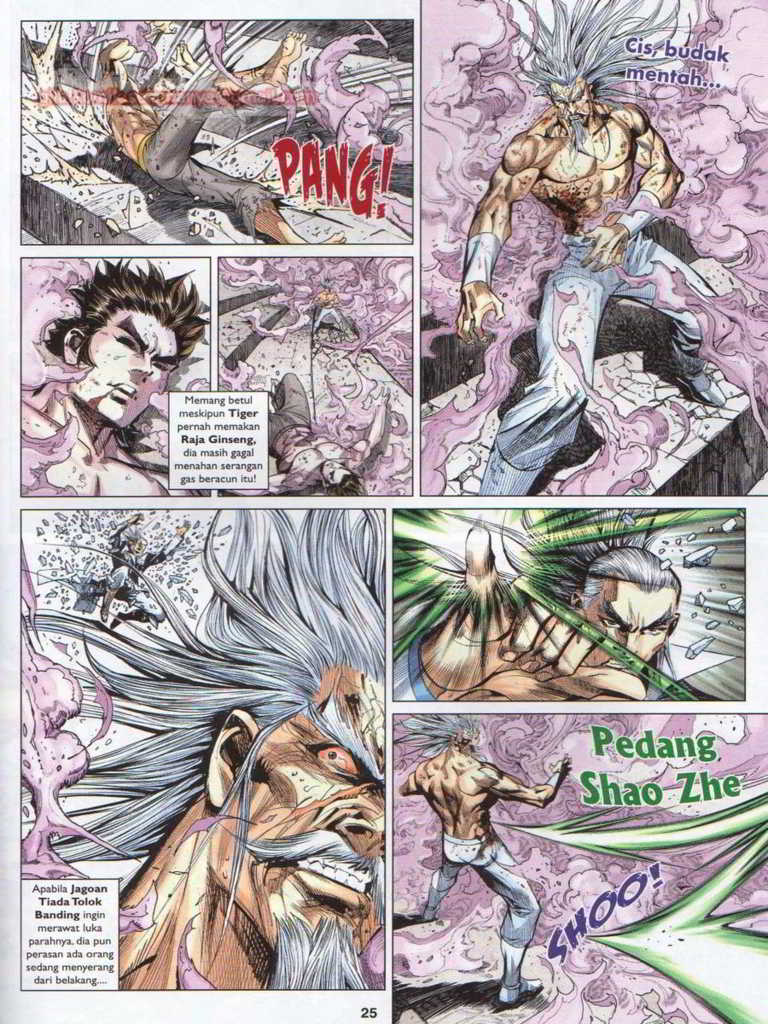 PANG!
Cis, budak
mentah...
Memang betul
meskipun Tiger
pernah memakan
Raja Ginseng,
dia masih gagal
menahan serangan
gas beracun itu!
Apabila Jagoan
Tiada Tolok
Banding ingin
merawat luka
parahnya, dia pun
perasan ada orang
sedang menyerang
dari belakang....
Pedang
Shao Zhe
SHOO!
25